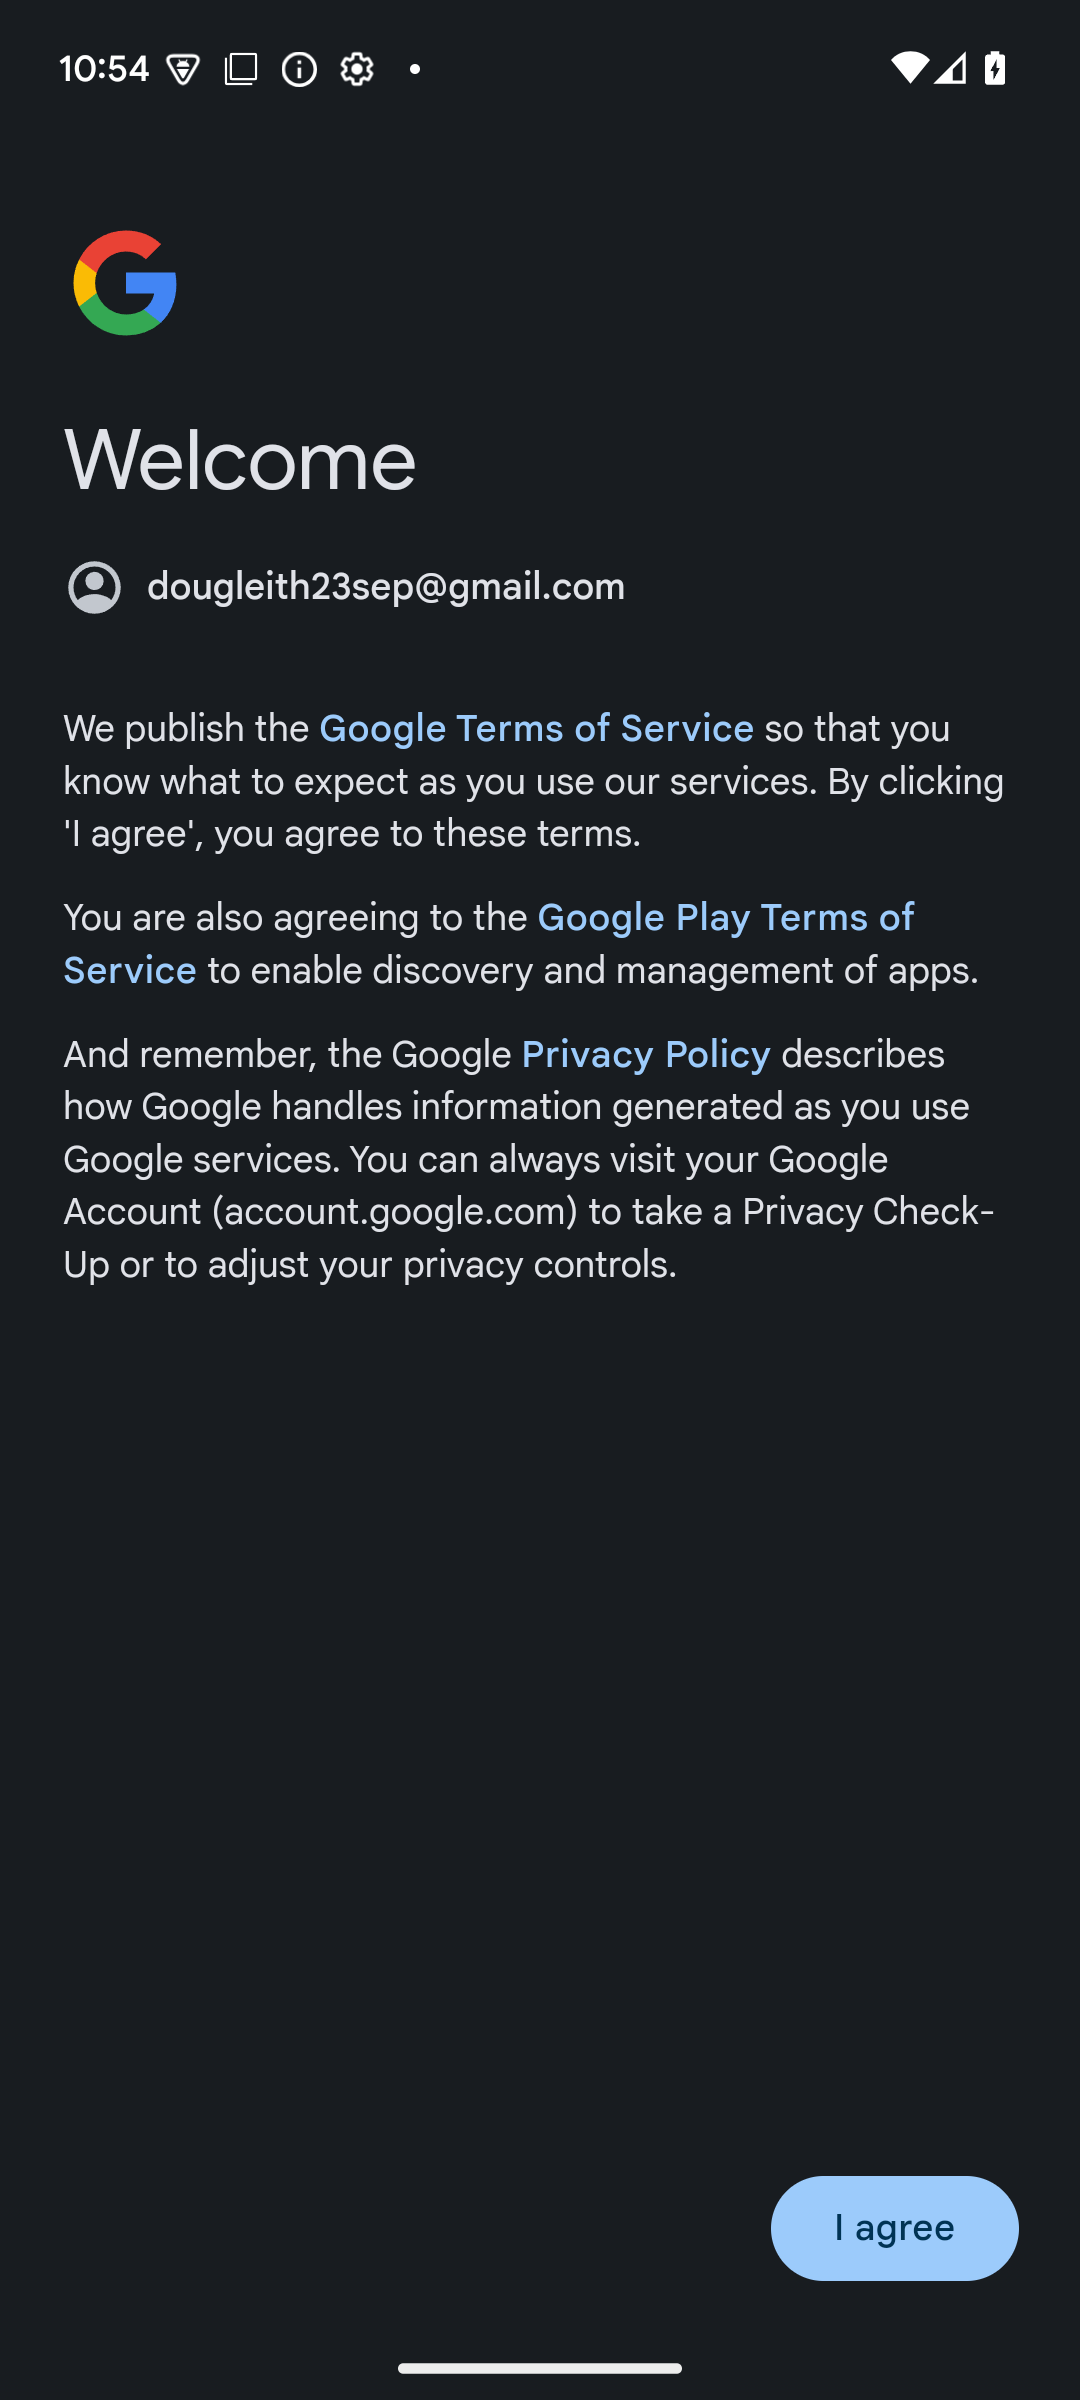 10:54
Welcome
dougleith23sep@gmail.com
We publish the Google Terms of Service so that you
know what to expect as you use our services. By clicking
'I agree', you agree to these terms.
You are also agreeing to the Google Play Terms of
Service to enable discovery and management of apps.
And remember, the Google Privacy Policy describes
how Google handles information generated as you use
Google services. You can always visit your Google
Account (account.google.com) to take a Privacy Check-
Up or to adjust your privacy controls.
I agree